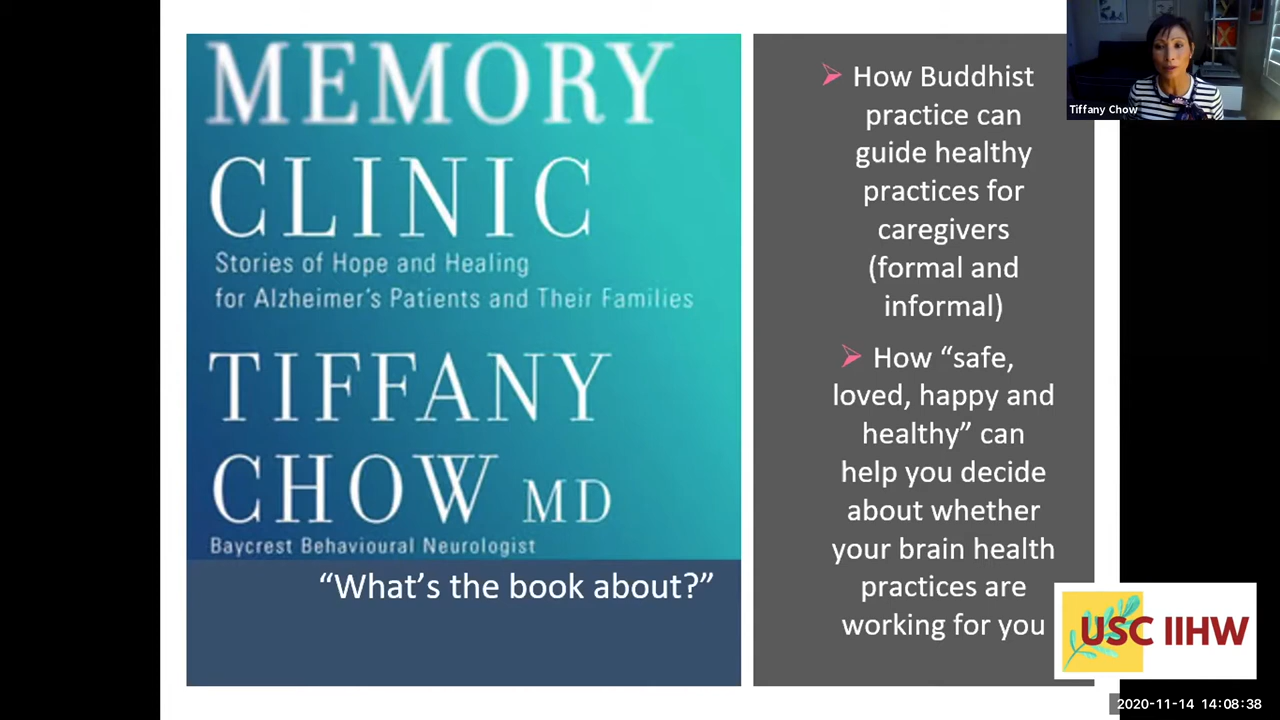 MEMORY
CLINIC
Stories of Hope and Healing
for Alzheimer's Patients and Their Families
TIFFANY
CHOW MD
Baycrest Behavioural Neurologist
“What’s the book about?”
How Buddhist
practice can
guide healthy
practices for
caregivers
(formal and
informal)
How “safe,
loved, happy and
healthy” can
help you decide
about whether
your brain health
practices are
working for you
Tiffany Chow
USC IIHW
2020-11-14 14:08:38